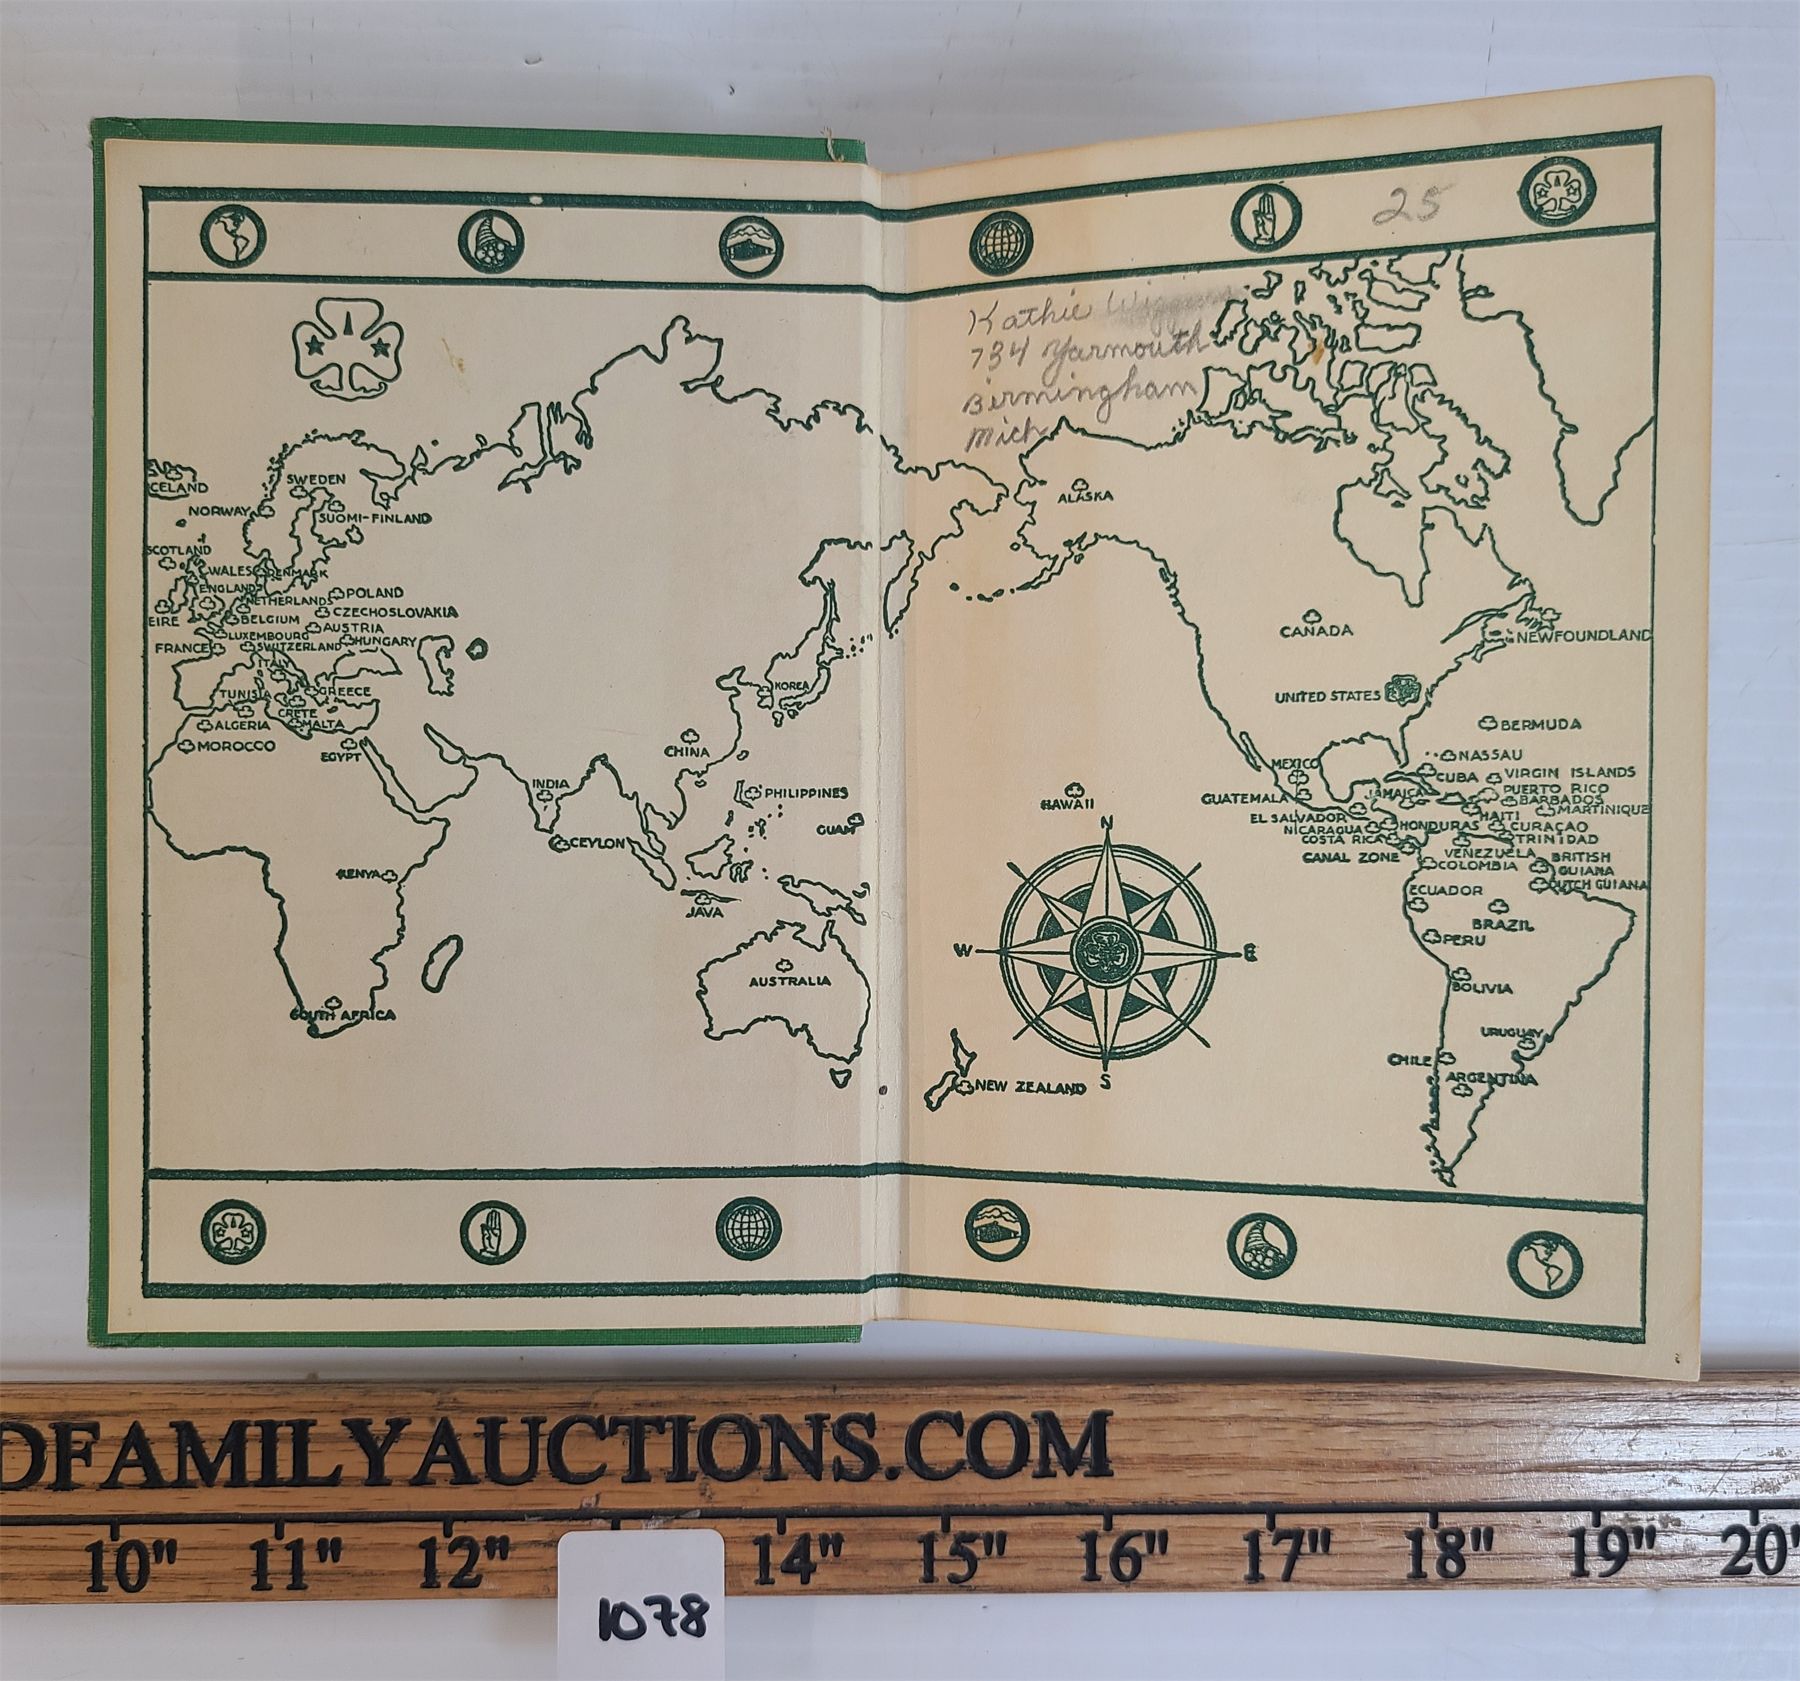 25
Kathie
734 Yarmouth
Birmingham
Mich
CELAND
SWEDEN
NORWAY
SUOMI-FINLAND
SCOTLAND
WALES
DENMARK
ENGLAND
NETHERLANDS
POLAND
EIRE
BELGIUM
CZECHOSLOVAKIA
LUXEMBOURG
AUSTRIA
FRANCE
SWITZERLAND
HUNGARY
ITALY
TUNISIA
GREECE
CRETE
ALGERIA
MALTA
MOROCCO
EGYPT
KENYA
SOUTH AFRICA
INDIA
CEYLON
CHINA
KOREA
PHILIPPINES
GUAM
JAVA
AUSTRALIA
NEW ZEALAND
ALASKA
CANADA
NEWFOUNDLAND
UNITED STATES
BERMUDA
NASSAU
MEXICO
CUBA
VIRGIN ISLANDS
HAWAII
GUATEMALA
JAMAICA
PUERTO RICO
BARBADOS
MARTINIQUE
EL SALVADOR
HAITI
NICARAGUA
HONDURAS
CURAÇAO
COSTA RICA
TRINIDAD
CANAL ZONE
VENEZUELA
COLOMBIA
BRITISH
GUIANA
DUTCH GUIANA
ECUADOR
BRAZIL
PERU
BOLIVIA
URUGUAY
CHILE
ARGENTINA
N
W
E
S
DFAMILYAUCTIONS.COM
10" 11" 12" 14" 15" 16" 17" 18" 19" 20"
1078